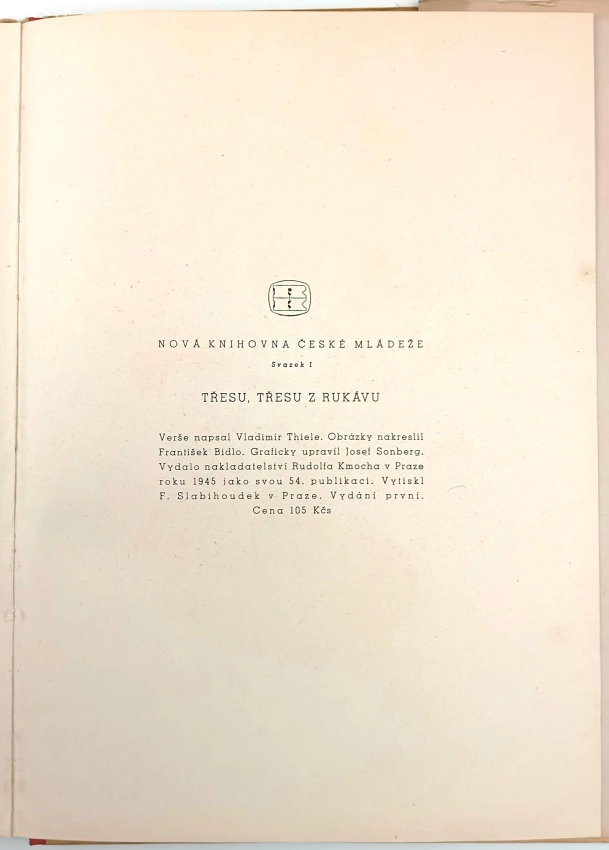 NOVÁ KNIHOVNA ČESKÉ MLÁDEŽE
Svazek 1
TŘESU, TŘESU Z RUKÁVU
Verše napsal Vladimír Thiele. Obrázky nakreslil
František Bidlo. Graficky upravil Josef Sonberg.
Vydalo nakladatelství Rudolfa Kmocha v Praze
roku 1945 jako svou 54. publikaci. Vytiskl
F. Slabihoudek v Praze. Vydání první.
Cena 105 Kčs